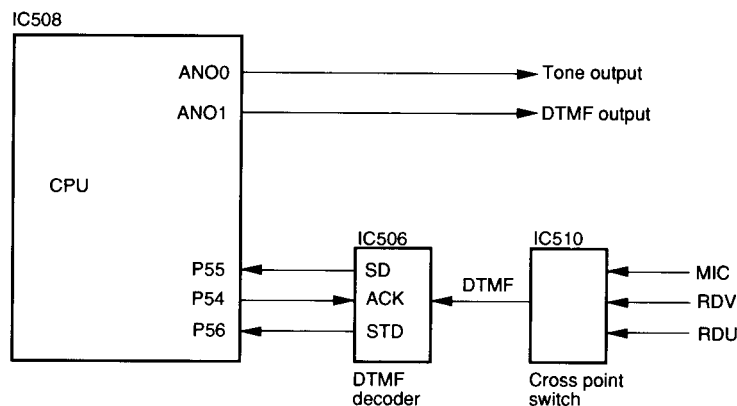 IC508
ANO0
Tone output
ANO1
DTMF output
CPU
IC506
IC510
P55
SD
MIC
DTMF
P54
ACK
RDV
P56
STD
RDU
DTMF
decoder
Cross point
switch